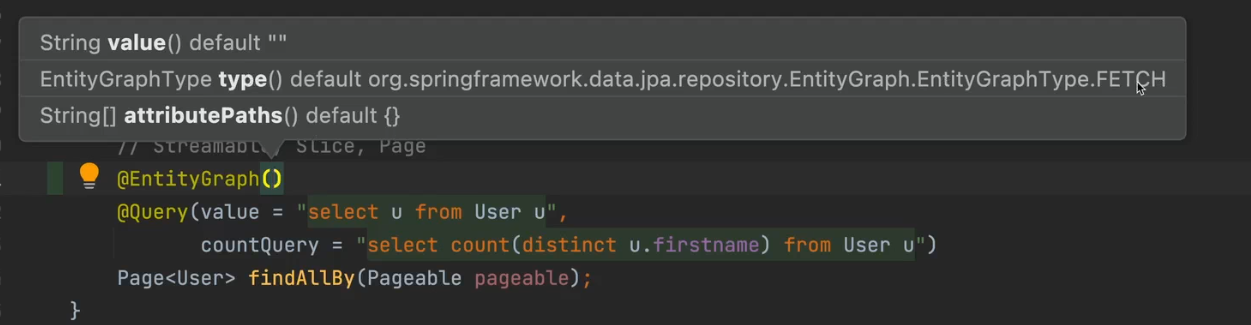 String value() default ""
EntityGraphType type() default org.springframework.data.jpa.repository.EntityGraph.EntityGraphType.FETCH
String[] attributePaths() default {}
// Streamable, Slice, Page
@EntityGraph()
@Query(value = "select u from User u",
countQuery = "select count(distinct u.firstname) from User u")
Page<User> findAllBy(Pageable pageable);
}